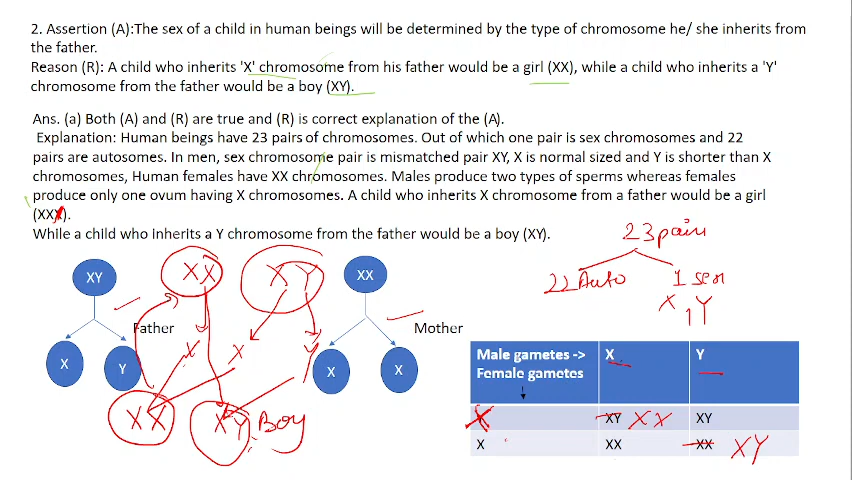 2. Assertion (A):The sex of a child in human beings will be determined by the type of chromosome he/ she inherits from
the father.
Reason (R): A child who inherits 'X' chromosome from his father would be a girl (XX), while a child who inherits a 'Y'
chromosome from the father would be a boy (XY).
Ans. (a) Both (A) and (R) are true and (R) is correct explanation of the (A).
Explanation: Human beings have 23 pairs of chromosomes. Out of which one pair is sex chromosomes and 22
pairs are autosomes. In men, sex chromosome pair is mismatched pair XY, X is normal sized and Y is shorter than X
chromosomes, Human females have XX chromosomes. Males produce two types of sperms whereas females
produce only one ovum having X chromosomes. A child who inherits X chromosome from a father would be a girl
(XX).
While a child who inherits a Y chromosome from the father would be a boy (XY).
23 pairs
22 Auto 1 sex
X, Y
XY XX XY XX
Father Mother
X Y X Y
X Y X X
XX XY Boy
Male gametes -> X Y
Female gametes
X XY XX XY
X XX XX XY